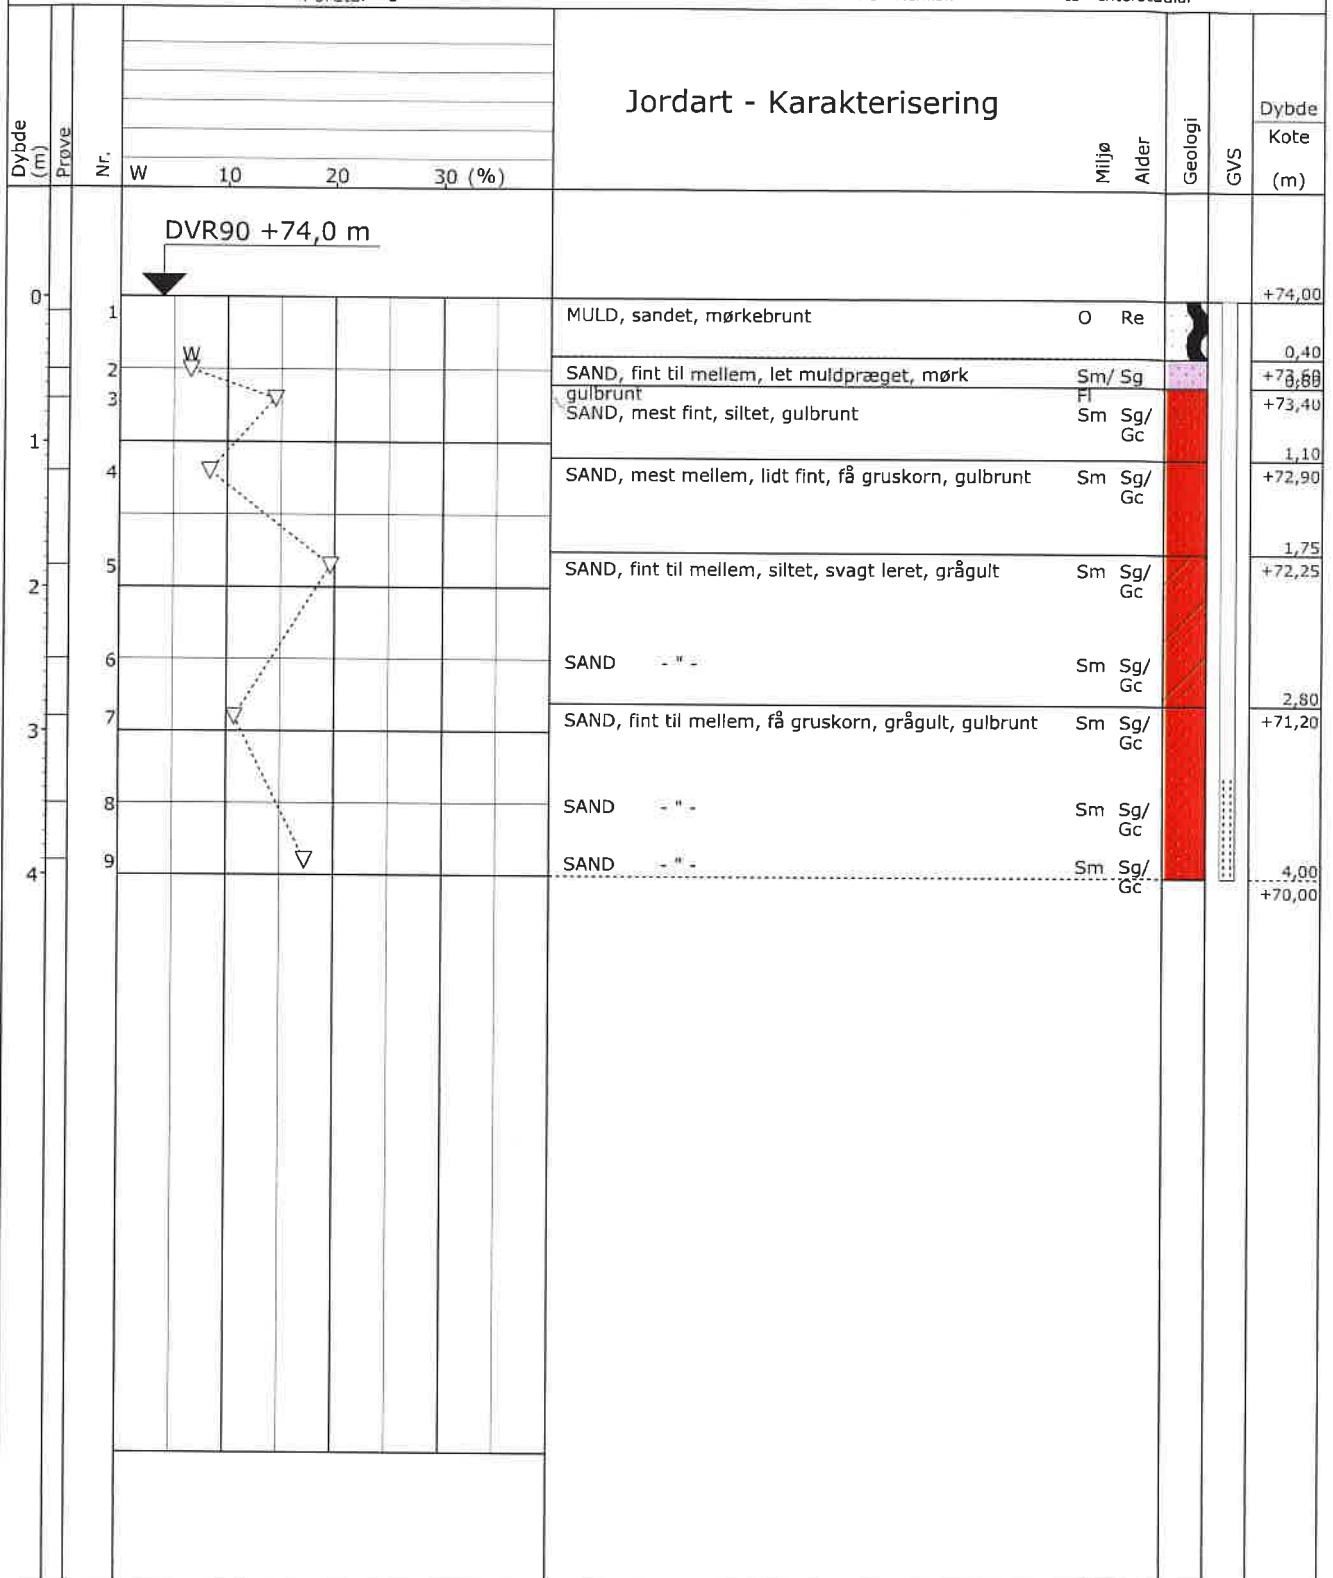 Dybde (m)
Prøve
Nr.
W 10 20 30 (%)
Jordart - Karakterisering
Miljø
Alder
Geologi
GVS
Dybde
Kote
(m)
DVR90 +74,0 m
0
+74,00
1 MULD, sandet, mørkebrunt O Re
0,40
W
2 SAND, fint til mellem, let muldpræget, mørk Sm/ Sg
gulbrunt Fl
+73,60
3 SAND, mest fint, siltet, gulbrunt Sm Sg/
Gc
+73,40
1
1,10
4 SAND, mest mellem, lidt fint, få gruskorn, gulbrunt Sm Sg/
Gc
+72,90
1,75
5 SAND, fint til mellem, siltet, svagt leret, grågult Sm Sg/
Gc
+72,25
2
6 SAND - " - Sm Sg/
Gc
2,80
7 SAND, fint til mellem, få gruskorn, grågult, gulbrunt Sm Sg/
Gc
+71,20
3
8 SAND - " - Sm Sg/
Gc
9 SAND - " - Sm Sg/
Gc
4
4,00
+70,00